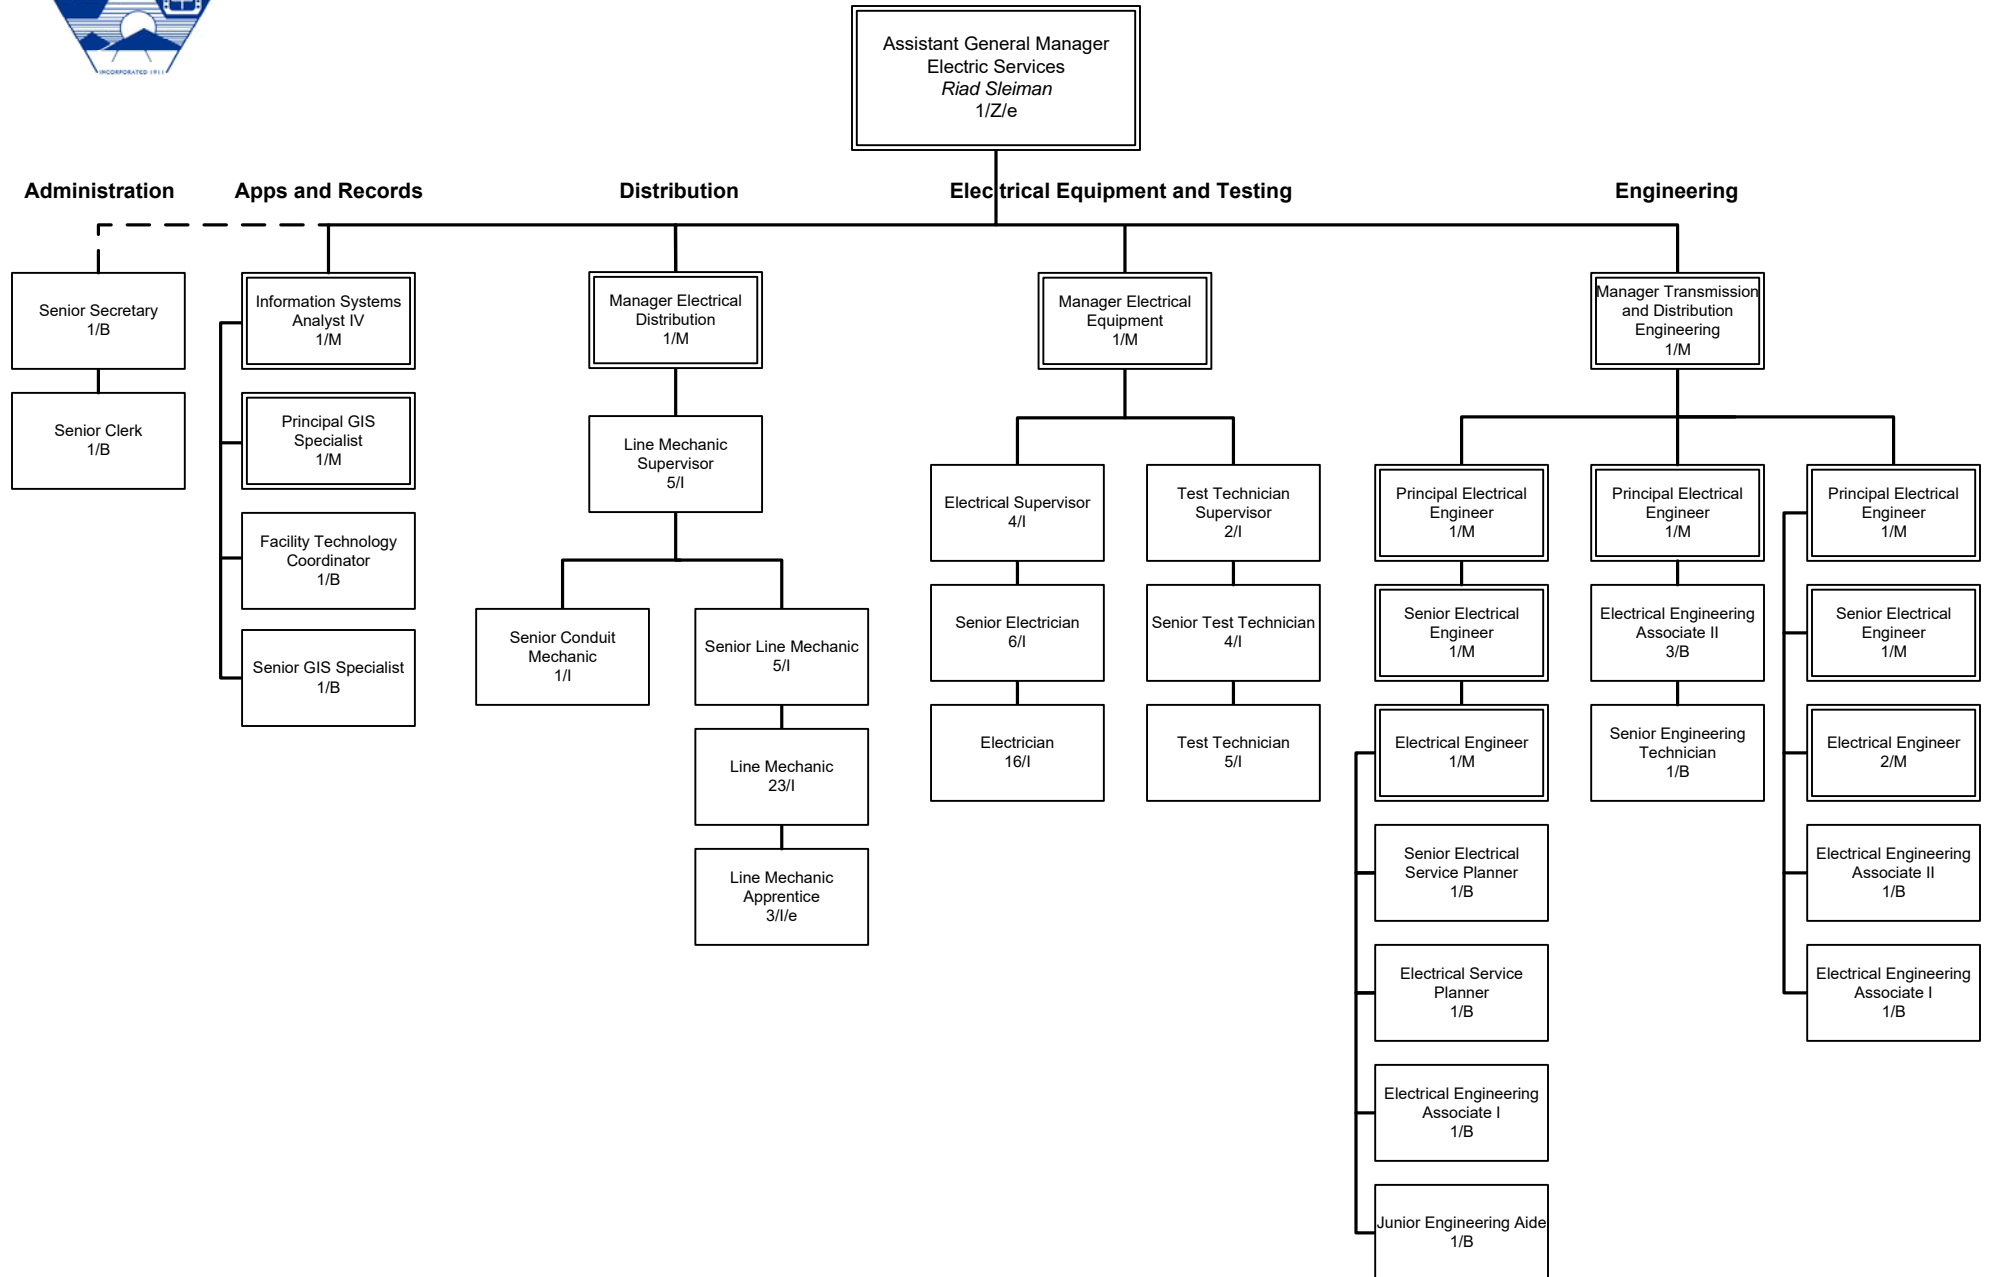 INCORPORATED 1911
Assistant General Manager
Electric Services
Riad Sleiman
1/Z/e
Administration
Apps and Records
Distribution
Electrical Equipment and Testing
Engineering
Senior Secretary
1/B
Senior Clerk
1/B
Information Systems
Analyst IV
1/M
Principal GIS
Specialist
1/M
Facility Technology
Coordinator
1/B
Senior GIS Specialist
1/B
Manager Electrical
Distribution
1/M
Line Mechanic
Supervisor
5/I
Senior Conduit
Mechanic
1/I
Senior Line Mechanic
5/I
Line Mechanic
23/I
Line Mechanic
Apprentice
3/I/e
Manager Electrical
Equipment
1/M
Electrical Supervisor
4/I
Senior Electrician
6/I
Electrician
16/I
Test Technician
Supervisor
2/I
Senior Test Technician
4/I
Test Technician
5/I
Manager Transmission
and Distribution
Engineering
1/M
Principal Electrical
Engineer
1/M
Senior Electrical
Engineer
1/M
Electrical Engineer
1/M
Senior Electrical
Service Planner
1/B
Electrical Service
Planner
1/B
Electrical Engineering
Associate I
1/B
Junior Engineering Aide
1/B
Principal Electrical
Engineer
1/M
Electrical Engineering
Associate II
3/B
Senior Engineering
Technician
1/B
Principal Electrical
Engineer
1/M
Senior Electrical
Engineer
1/M
Electrical Engineer
2/M
Electrical Engineering
Associate II
1/B
Electrical Engineering
Associate I
1/B